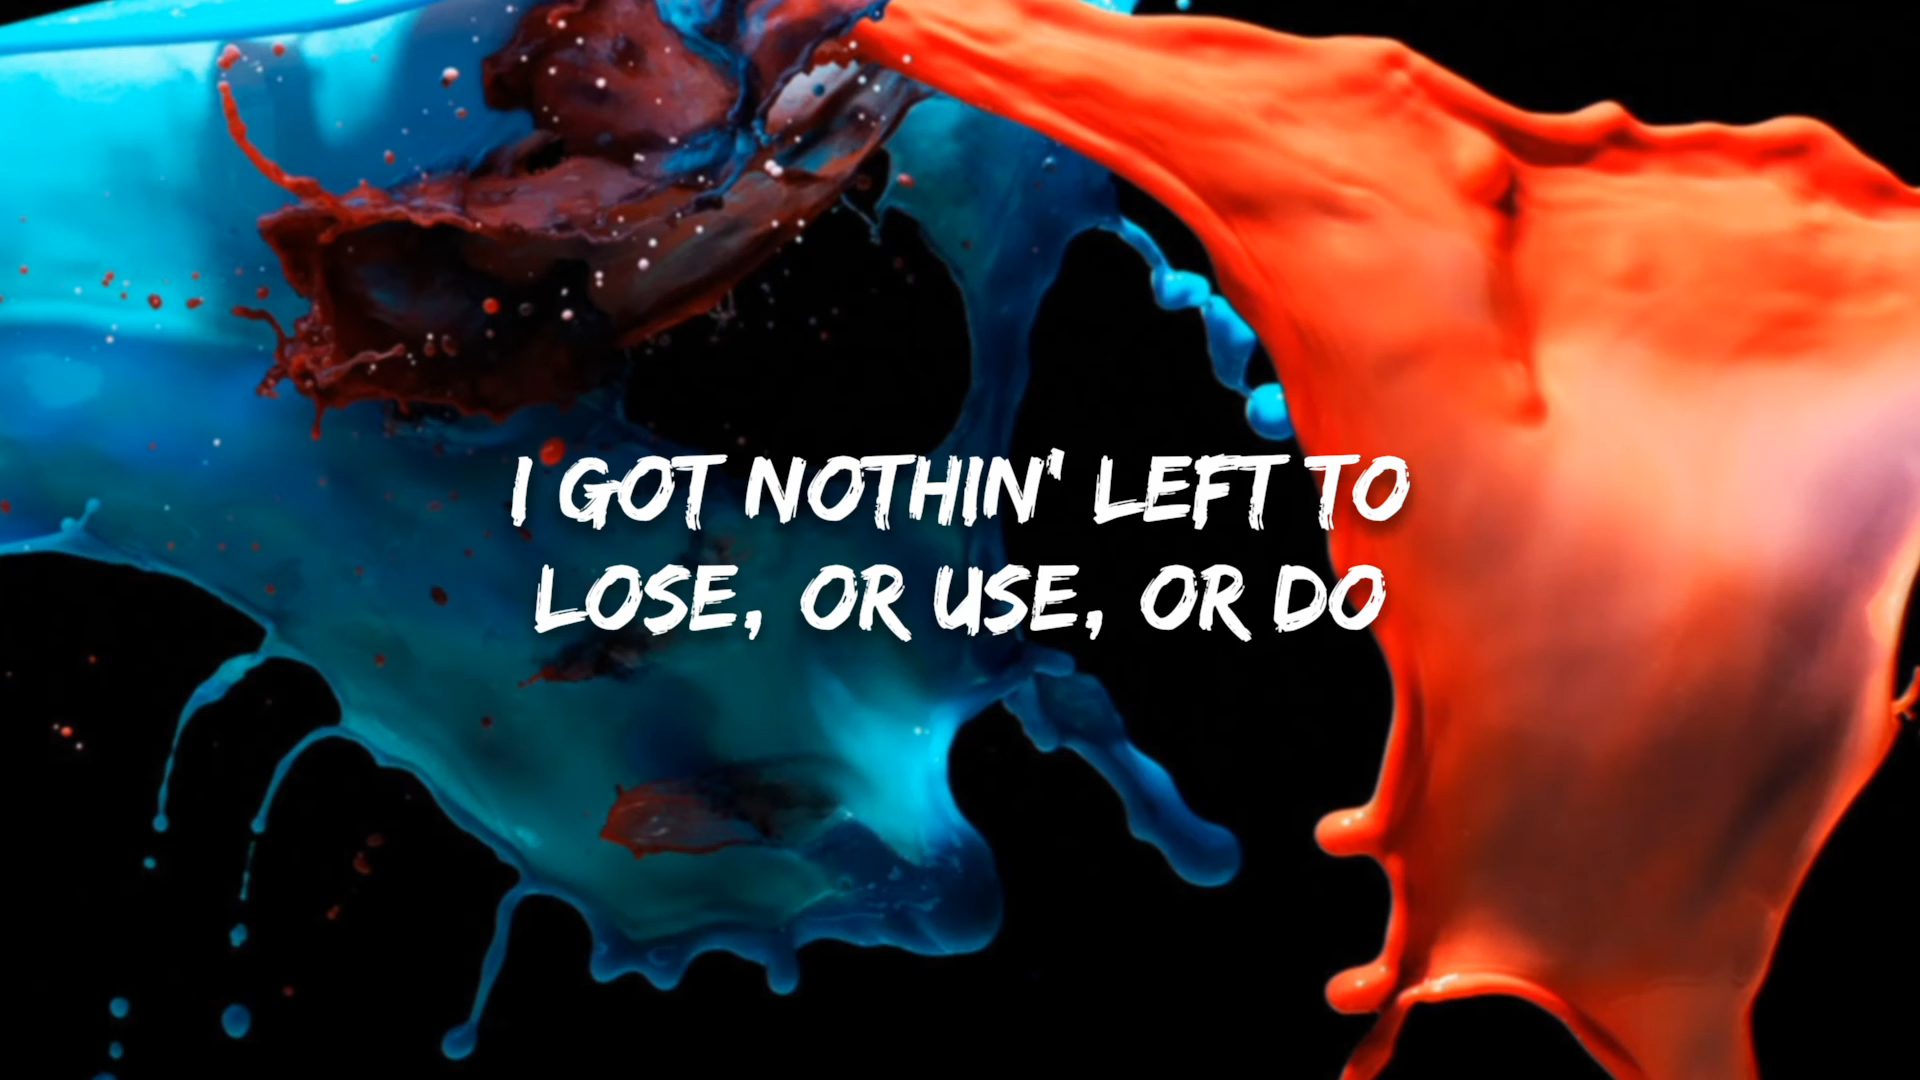 I GOT NOTHIN' LEFT TO
LOSE, OR USE, OR DO